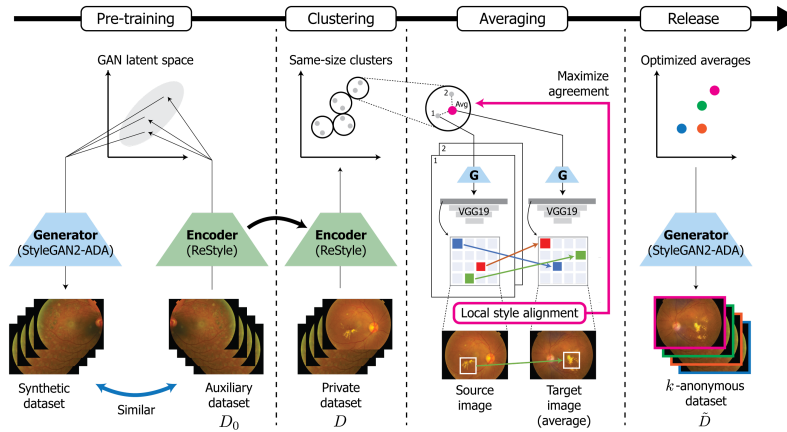 Pre-training
Clustering
Averaging
Release
GAN latent space
Same-size clusters
Maximize
agreement
Optimized averages
2
1
Avg
2
1
G
G
VGG19
VGG19
Generator
(StyleGAN2-ADA)
Encoder
(ReStyle)
Encoder
(ReStyle)
Generator
(StyleGAN2-ADA)
Local style alignment
Synthetic
dataset
Similar
Auxiliary
dataset
D₀
Private
dataset
D
Source
image
Target
image
(average)
k-anonymous
dataset
D̃